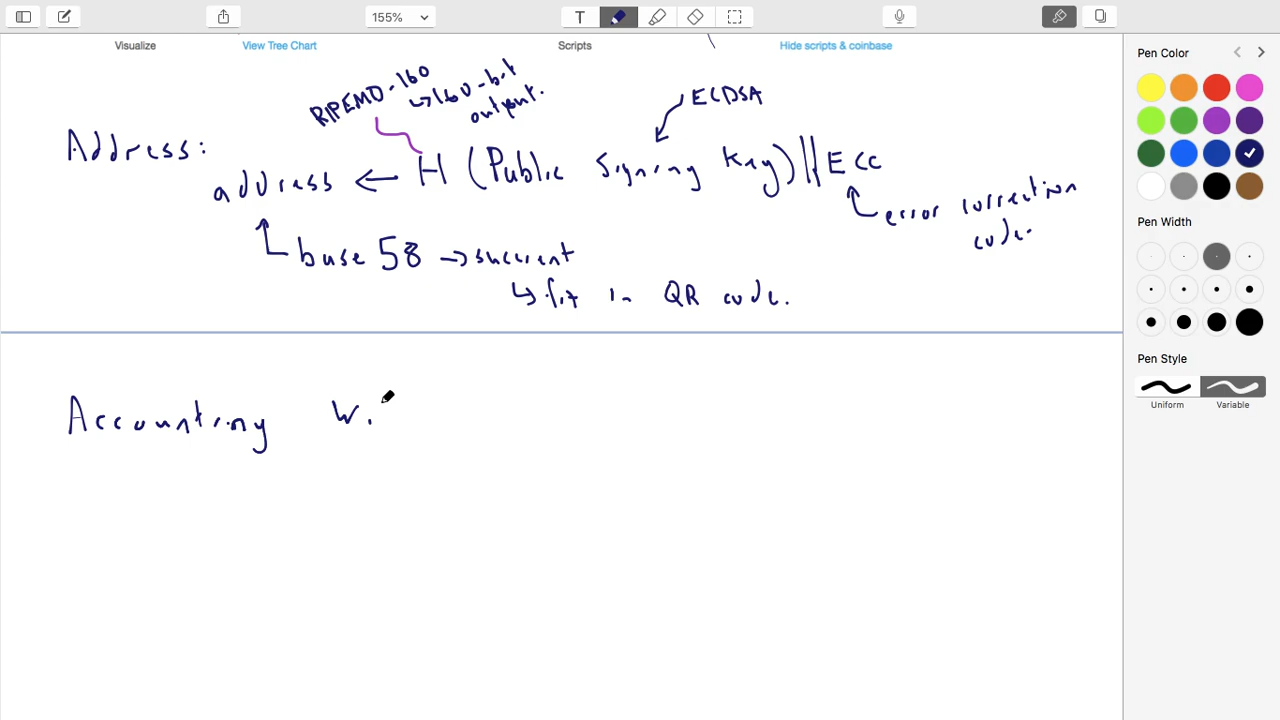 155%
T
Visualize
View Tree Chart
Scripts
Hide scripts & coinbase
Pen Color
RIPEMD-160
↳160-bit
output.
ECDSA
Address:
address ← H (Public Signing Key) || ECC
error correction
code.
base 58 → succient
↳ fit in QR code.
Pen Width
Pen Style
Uniform
Variable
Accounting Wi